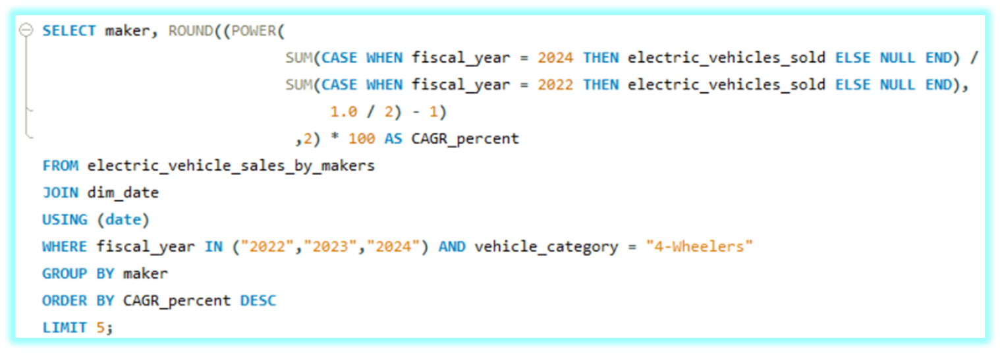 SELECT maker, ROUND((POWER(
SUM(CASE WHEN fiscal_year = 2024 THEN electric_vehicles_sold ELSE NULL END) /
SUM(CASE WHEN fiscal_year = 2022 THEN electric_vehicles_sold ELSE NULL END),
1.0 / 2) - 1)
,2) * 100 AS CAGR_percent
FROM electric_vehicle_sales_by_makers
JOIN dim_date
USING (date)
WHERE fiscal_year IN ("2022","2023","2024") AND vehicle_category = "4-Wheelers"
GROUP BY maker
ORDER BY CAGR_percent DESC
LIMIT 5;